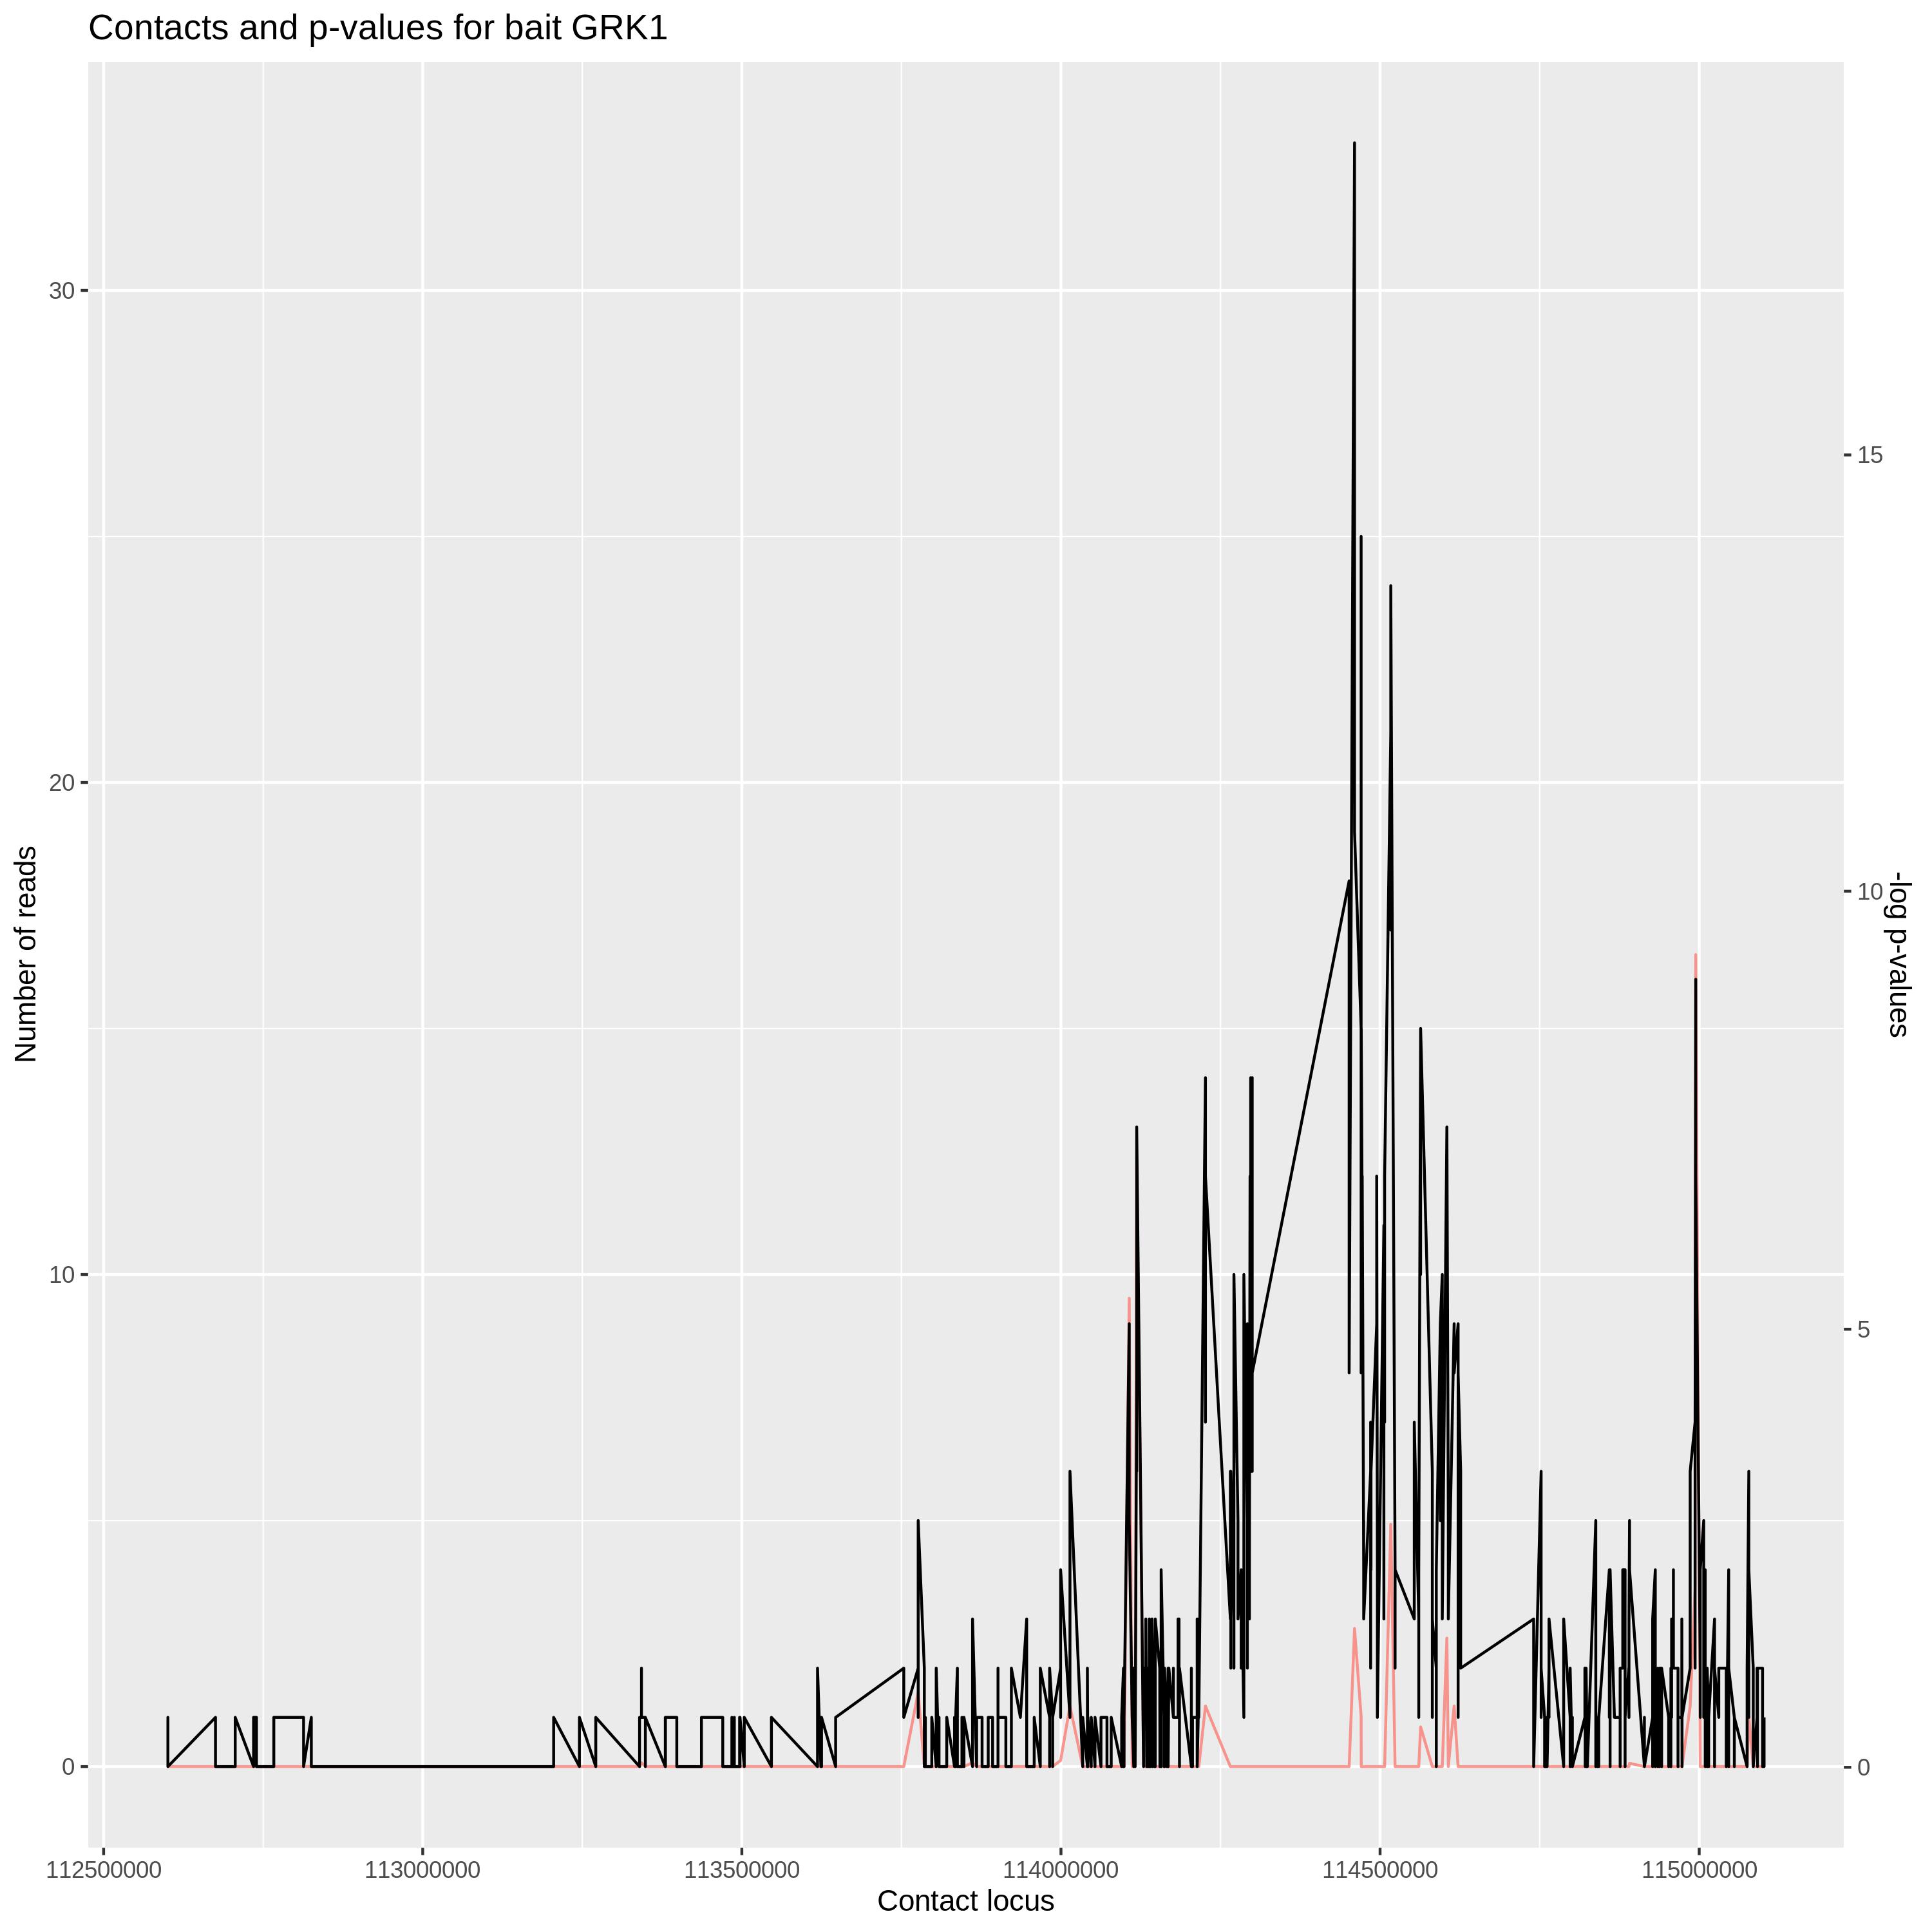 Contacts and p-values for bait GRK1
30
20
10
0
Number of reads
15
10
5
0
-log p-values
112500000 113000000 113500000 114000000 114500000 115000000
Contact locus